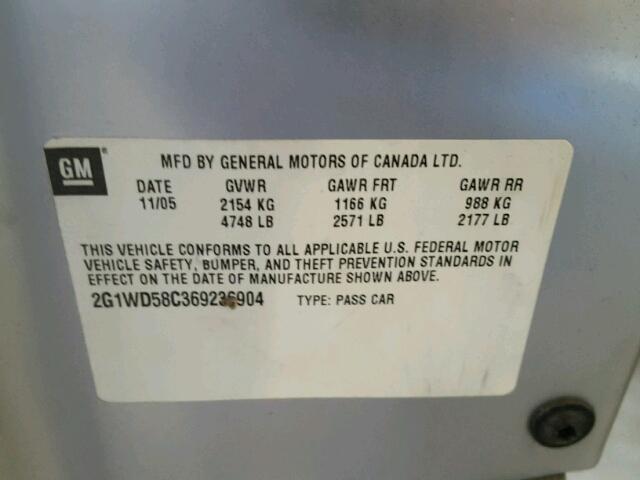 GM
MFD BY GENERAL MOTORS OF CANADA LTD.
DATE GVWR GAWR FRT GAWR RR
11/05 2154 KG 1166 KG 988 KG
4748 LB 2571 LB 2177 LB
THIS VEHICLE CONFORMS TO ALL APPLICABLE U.S. FEDERAL MOTOR
VEHICLE SAFETY, BUMPER, AND THEFT PREVENTION STANDARDS IN
EFFECT ON THE DATE OF MANUFACTURE SHOWN ABOVE.
2G1WD58C369236904 TYPE: PASS CAR